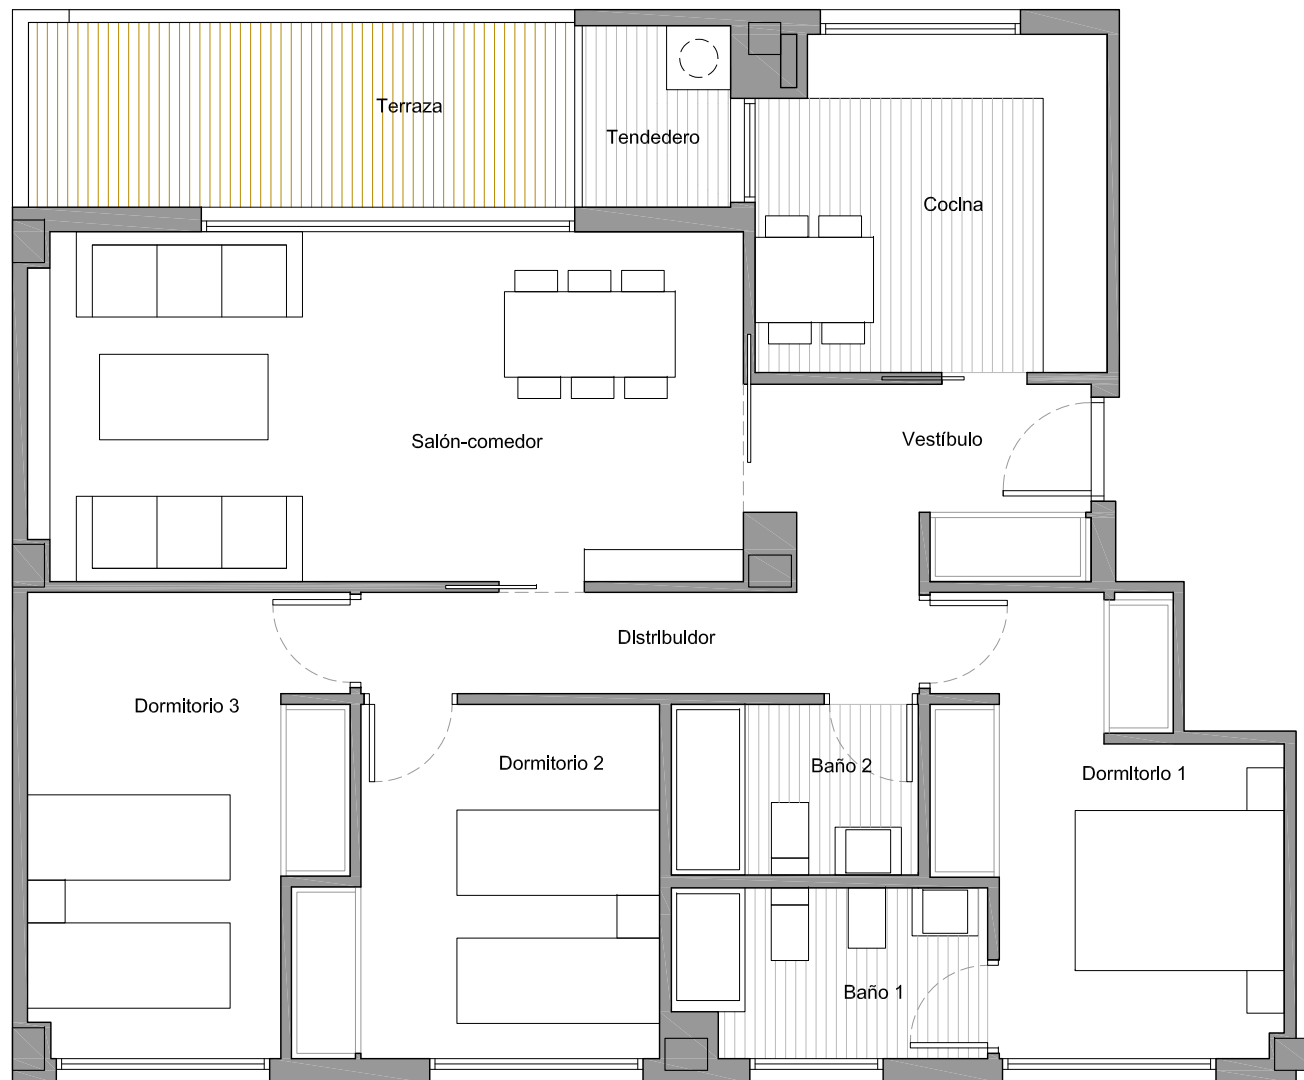 Terraza
Tendedero
Cocina
Salón-comedor
Vestíbulo
Distribuidor
Dormitorio 3
Dormitorio 2
Baño 2
Dormitorio 1
Baño 1